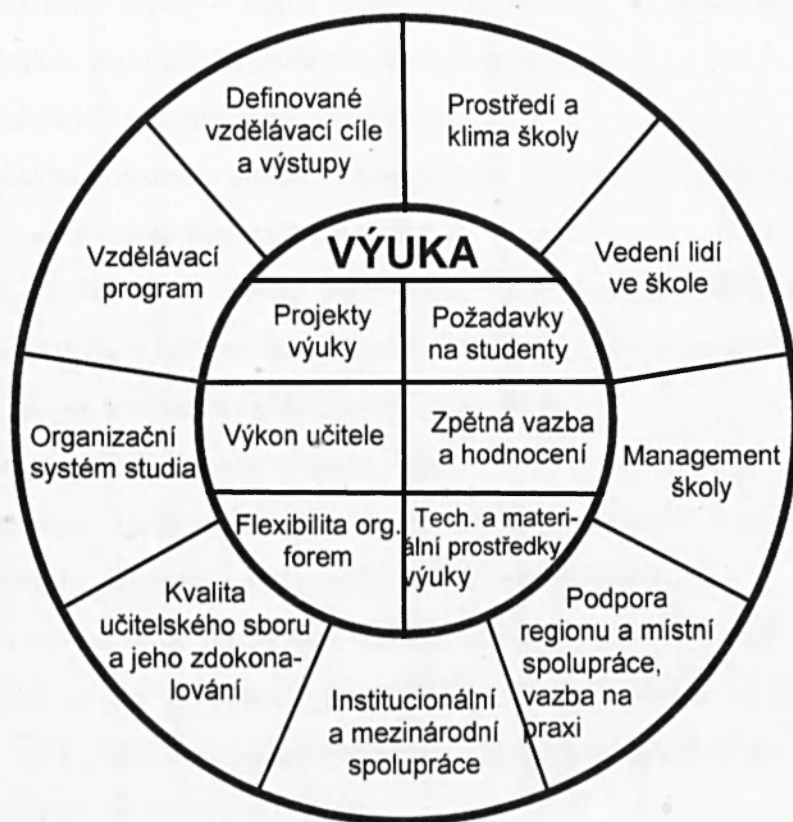 Definované
vzdělávací cíle
a výstupy
Prostředí a
klima školy
Vedení lidí
ve škole
Management
školy
Podpora
regionu a místní
spolupráce,
vazba na
praxi
Institucionální
a mezinárodní
spolupráce
Kvalita
učitelského sboru
a jeho zdokona-
lování
Organizační
systém studia
Vzdělávací
program
VÝUKA
Projekty
výuky
Požadavky
na studenty
Výkon učitele
Zpětná vazba
a hodnocení
Flexibilita org.
forem
Tech. a materi-
ální prostředky
výuky